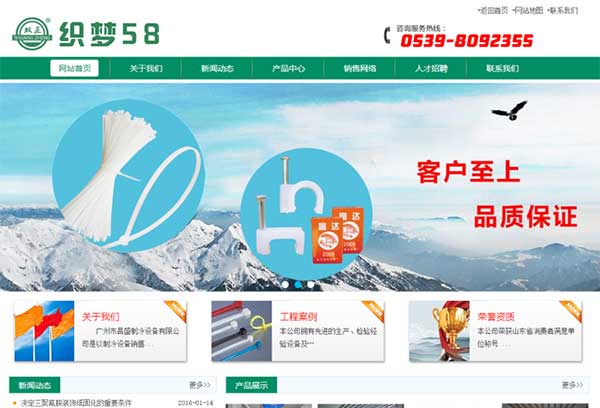 •返回首页 •网站地图 •联系我们
双正
SHUANG ZHENG
®
织梦58
咨询服务热线：
0539-8092355
网站首页 关于我们 新闻动态 产品中心 销售网络 人才招聘 联系我们
客户至上
品质保证
2088 2088
关于我们
广州市昌盛制冷设备有限公
司是以制冷设备销售...
工程案例
本公司拥有先进的生产、检验经
验设备及…
荣誉资质
本公司荣获山东省消费者满意单
位称号 ...
新闻动态 更多>>
产品展示 更多>>
决定三聚氰胺装饰纸固化的重要条件 2016-01-14